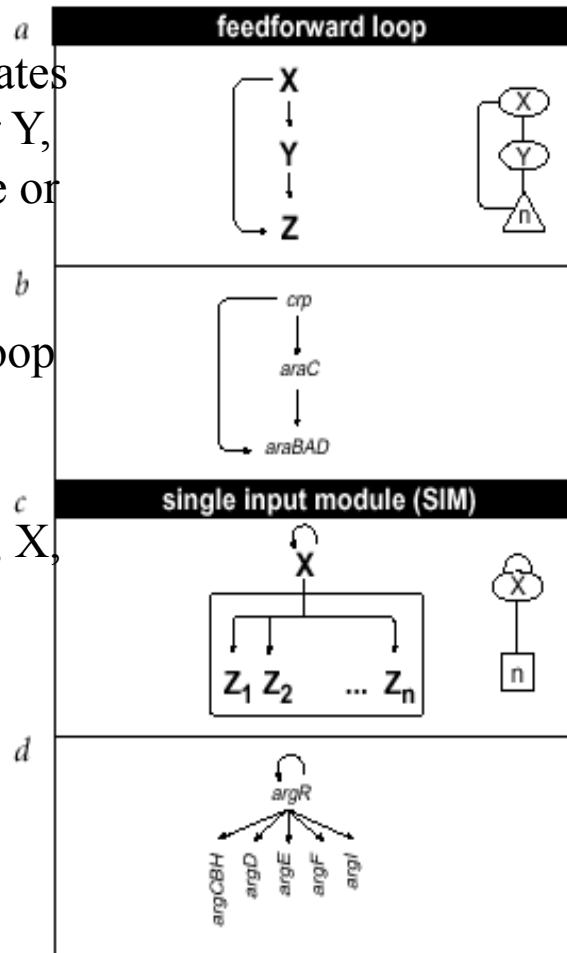 a feedforward loop
ates
Y,
e or
X X
Y Y
Z n
b
oop
crp
araC
araBAD
c single input module (SIM)
X,
X X
Z1 Z2 ... Zn n
d
argR
argCBH argD argE argF argI